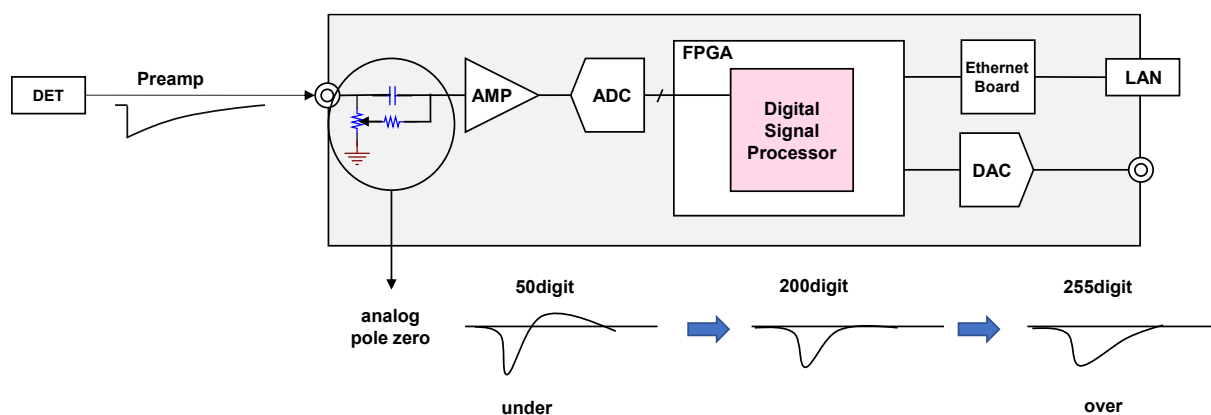 FPGA
Preamp
DET
AMP
ADC
Digital
Signal
Processor
Ethernet
Board
LAN
DAC
analog
pole zero
50digit
200digit
255digit
under
over